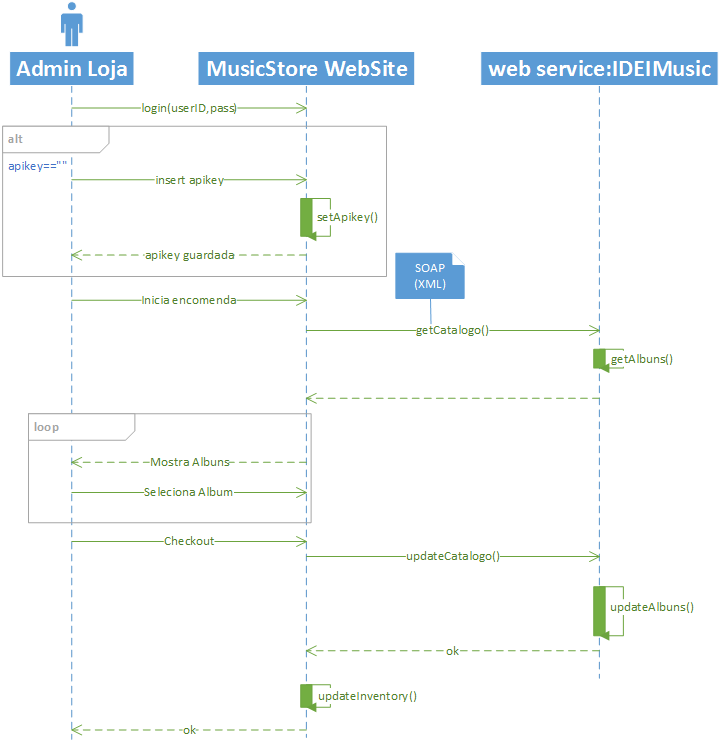 Admin Loja
MusicStore WebSite
web service:IDEIMusic
login(userID,pass)
alt
apikey==""
insert apikey
setApikey()
apikey guardada
SOAP
(XML)
Inicia encomenda
getCatalogo()
getAlbuns()
loop
Mostra Albuns
Seleciona Album
Checkout
updateCatalogo()
updateAlbuns()
ok
updateInventory()
ok